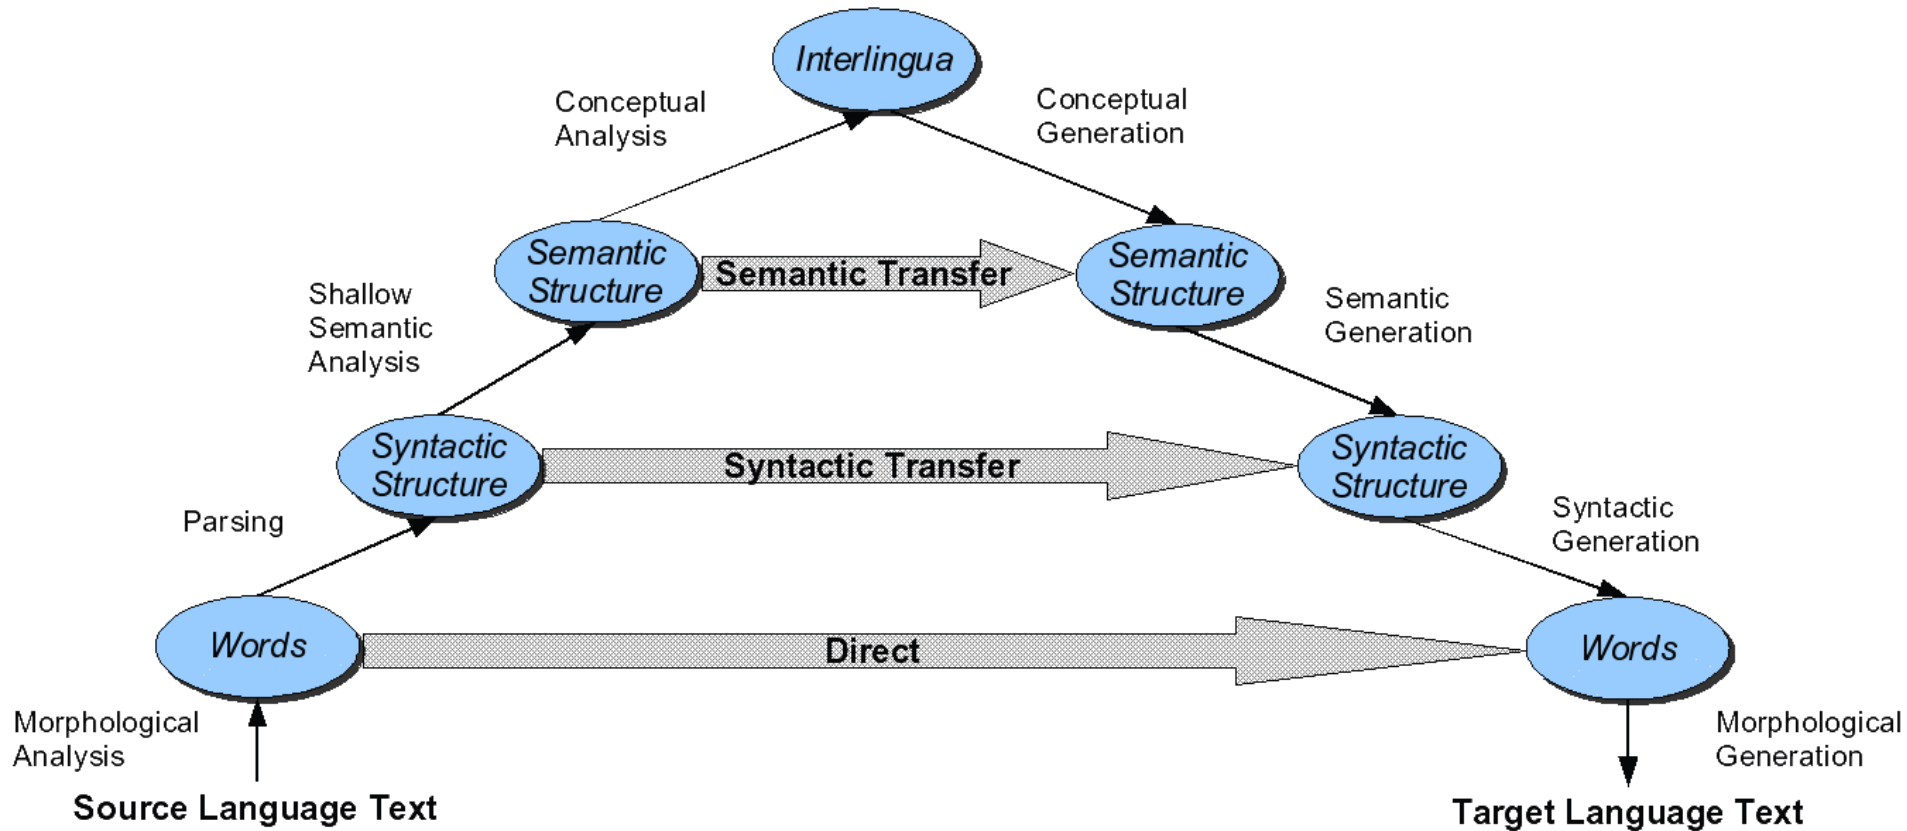 Interlingua
Conceptual
Analysis
Conceptual
Generation
Semantic
Structure
Semantic Transfer
Semantic
Structure
Shallow
Semantic
Analysis
Semantic
Generation
Syntactic
Structure
Syntactic Transfer
Syntactic
Structure
Parsing
Syntactic
Generation
Words
Direct
Words
Morphological
Analysis
Morphological
Generation
Source Language Text
Target Language Text